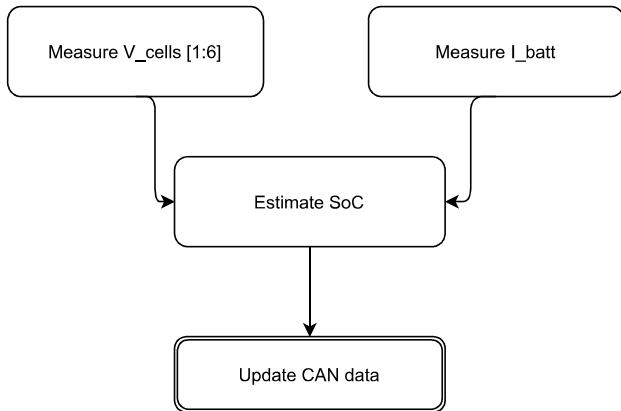 Measure V_cells [1:6]
Measure I_batt
Estimate SoC
Update CAN data